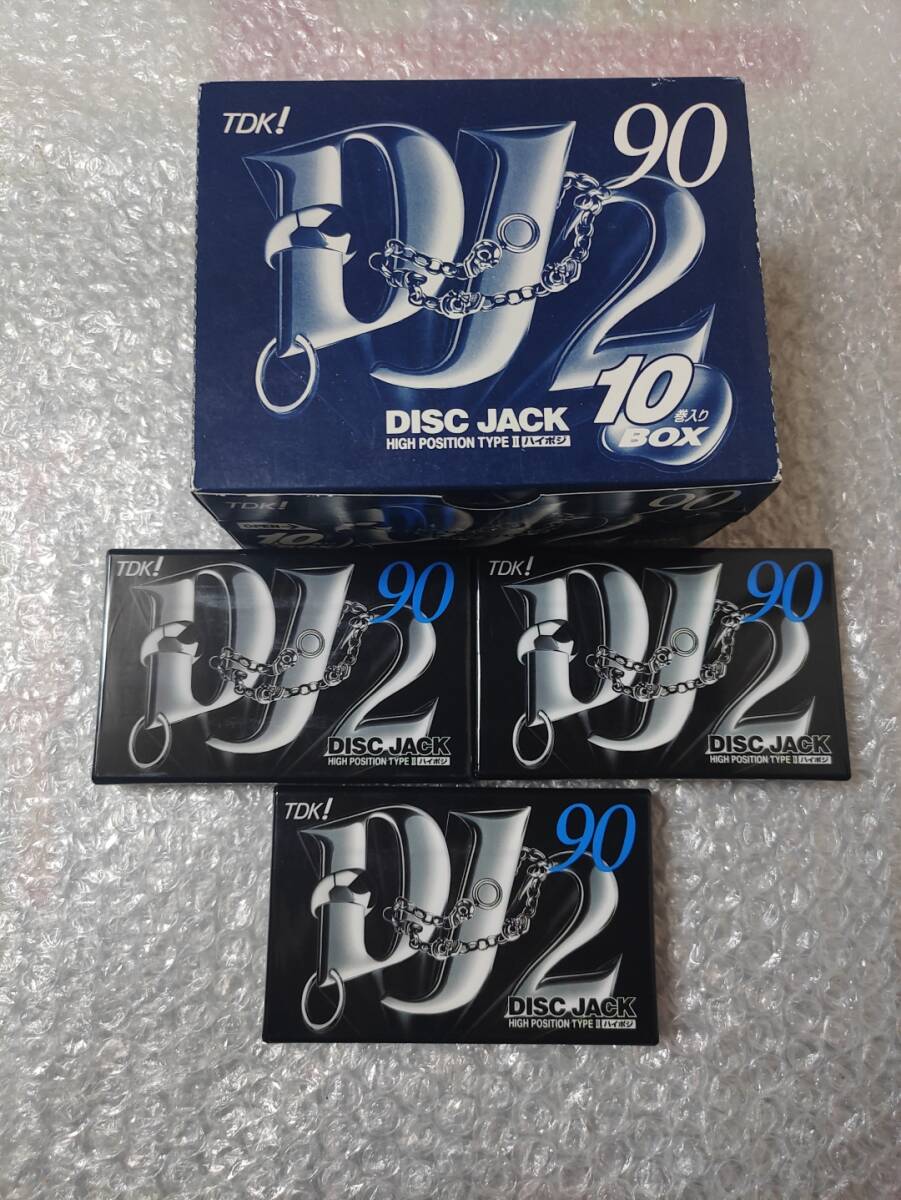 TDK!
90
DJ2
DISC JACK
HIGH POSITION TYPE II ハイポジ
10
巻入り
BOX
TDK!
90
OPEN
10
TDK!
90
DJ2
DISC JACK
HIGH POSITION TYPE II ハイポジ
TDK!
90
DJ2
DISC JACK
HIGH POSITION TYPE II ハイポジ
TDK!
90
DJ2
DISC JACK
HIGH POSITION TYPE II ハイポジ